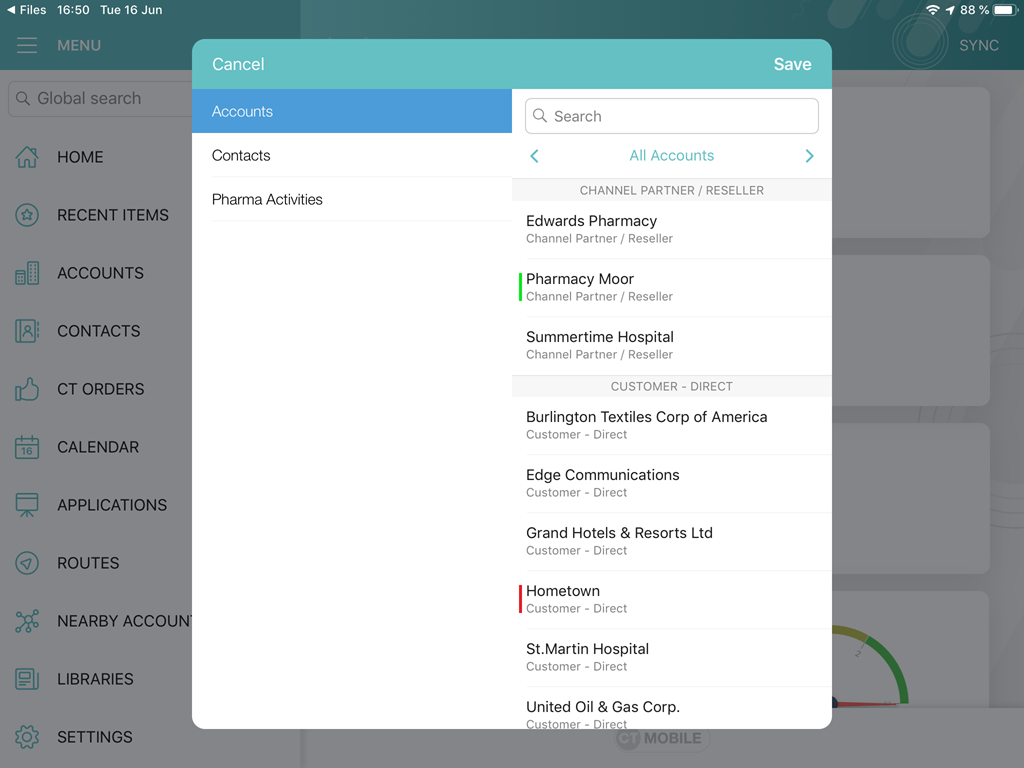 Files 16:50 Tue 16 Jun 88 %
MENU
SYNC
Global search
HOME
RECENT ITEMS
ACCOUNTS
CONTACTS
CT ORDERS
CALENDAR
16
APPLICATIONS
ROUTES
NEARBY ACCOUN
LIBRARIES
SETTINGS
Cancel
Save
Accounts
Contacts
Pharma Activities
Search
All Accounts
CHANNEL PARTNER / RESELLER
Edwards Pharmacy
Channel Partner / Reseller
Pharmacy Moor
Channel Partner / Reseller
Summertime Hospital
Channel Partner / Reseller
CUSTOMER - DIRECT
Burlington Textiles Corp of America
Customer - Direct
Edge Communications
Customer - Direct
Grand Hotels & Resorts Ltd
Customer - Direct
Hometown
Customer - Direct
St.Martin Hospital
Customer - Direct
United Oil & Gas Corp.
Customer - Direct
2
CT MOBILE